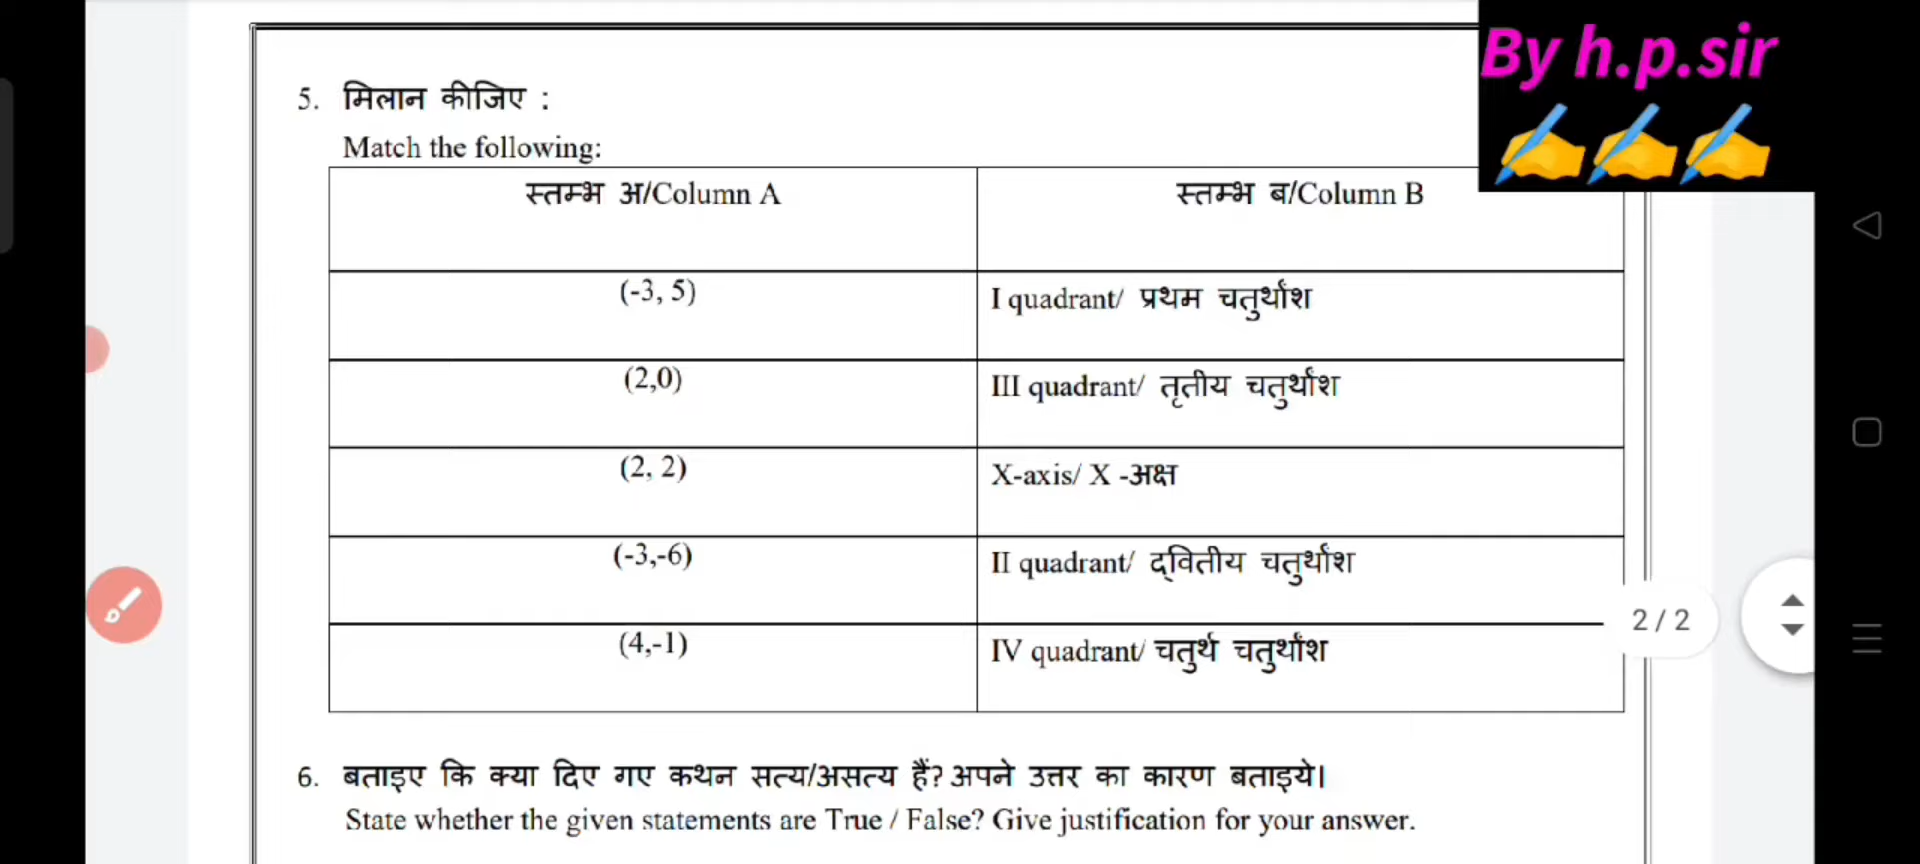 By h.p.sir
5. मिलान कीजिए :
Match the following:
स्तम्भ अ/Column A
स्तम्भ ब/Column B
(-3, 5)
I quadrant/ प्रथम चतुर्थांश
(2,0)
III quadrant/ तृतीय चतुर्थांश
(2, 2)
X-axis/ X -अक्ष
(-3,-6)
II quadrant/ द्वितीय चतुर्थांश
(4,-1)
IV quadrant/ चतुर्थ चतुर्थांश
2 / 2
6. बताइए कि क्या दिए गए कथन सत्य/असत्य हैं? अपने उत्तर का कारण बताइये।
State whether the given statements are True / False? Give justification for your answer.